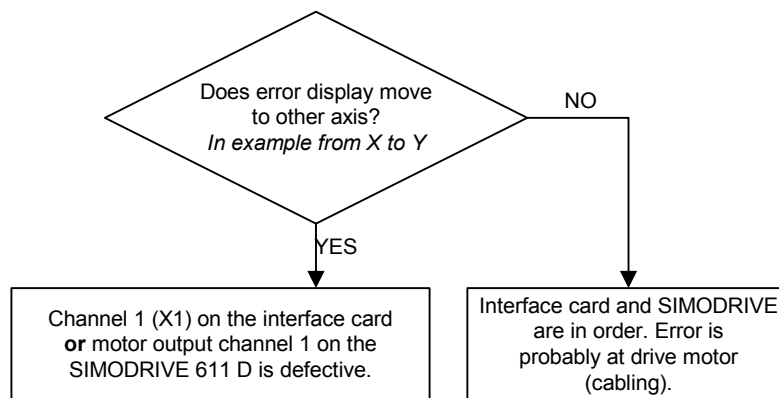 Does error display move
to other axis?
In example from X to Y
NO
YES
Channel 1 (X1) on the interface card
or motor output channel 1 on the
SIMODRIVE 611 D is defective.
Interface card and SIMODRIVE
are in order. Error is
probably at drive motor
(cabling).